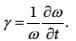 γ = 1/ω ∂ω/∂t.